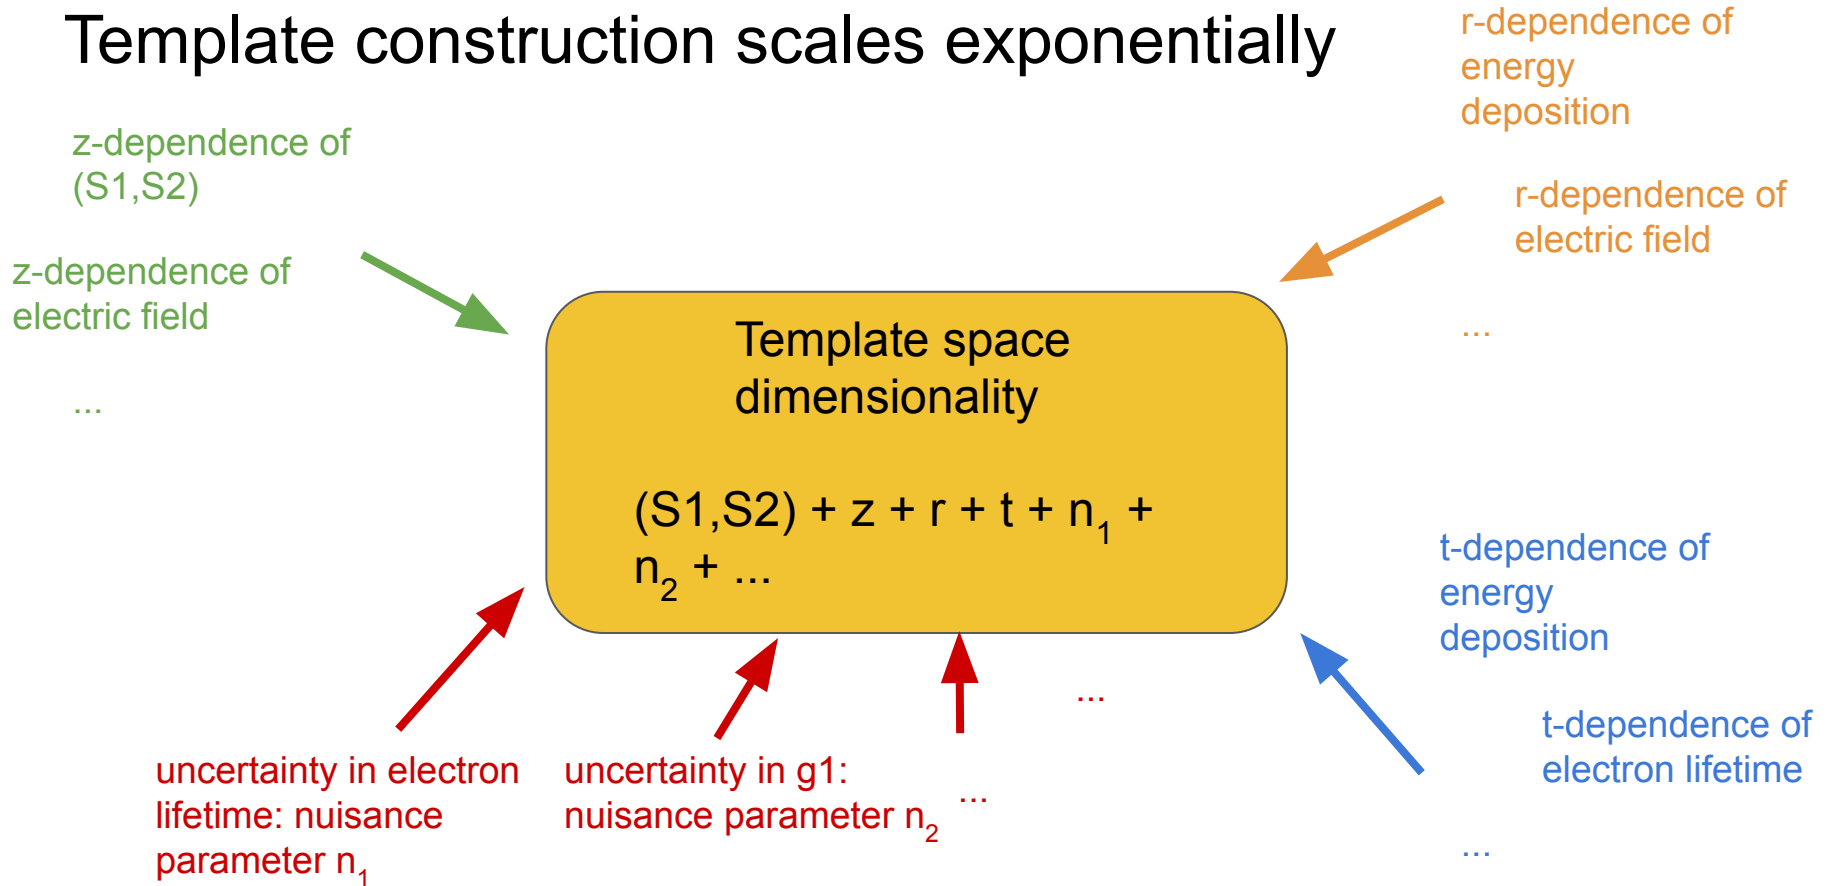 Template construction scales exponentially
z-dependence of
(S1,S2)
z-dependence of
electric field
...
r-dependence of
energy
deposition
r-dependence of
electric field
...
Template space
dimensionality
(S1,S2) + z + r + t + n₁ +
n₂ + ...
t-dependence of
energy
deposition
t-dependence of
electron lifetime
...
uncertainty in electron
lifetime: nuisance
parameter n₁
uncertainty in g1:
nuisance parameter n₂
...
...